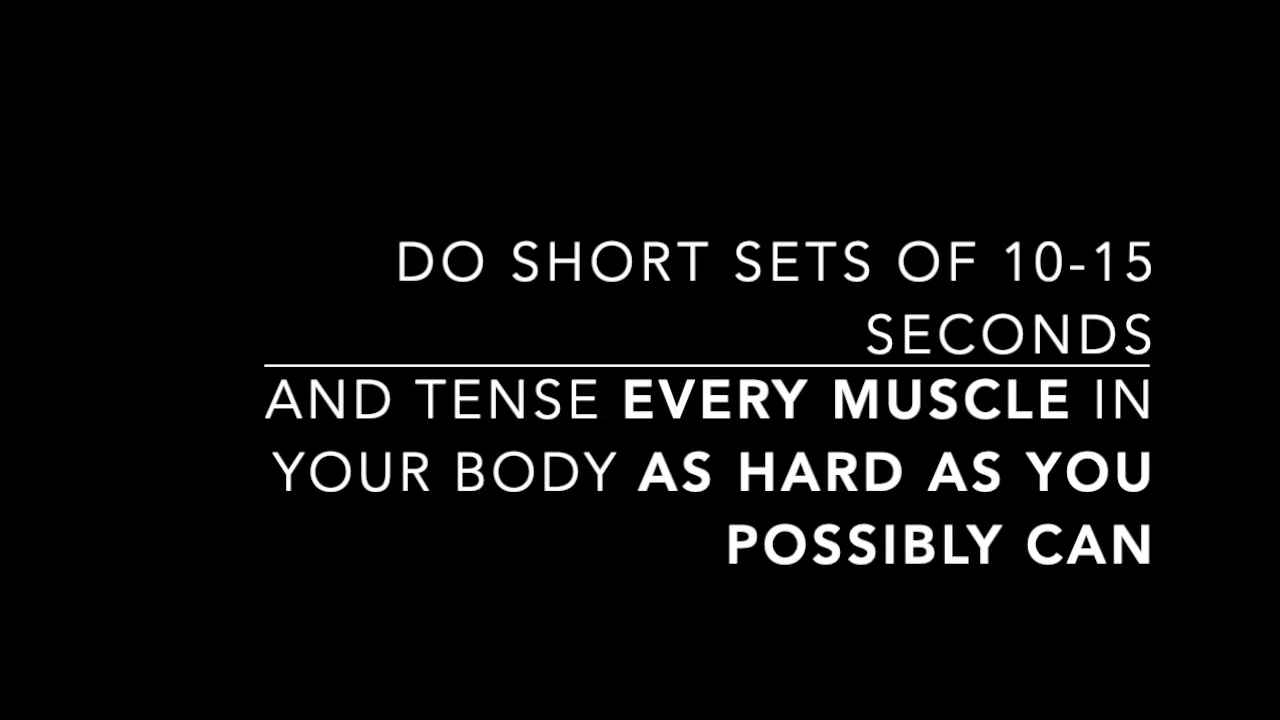 DO SHORT SETS OF 10-15
SECONDS
AND TENSE EVERY MUSCLE IN
YOUR BODY AS HARD AS YOU
POSSIBLY CAN